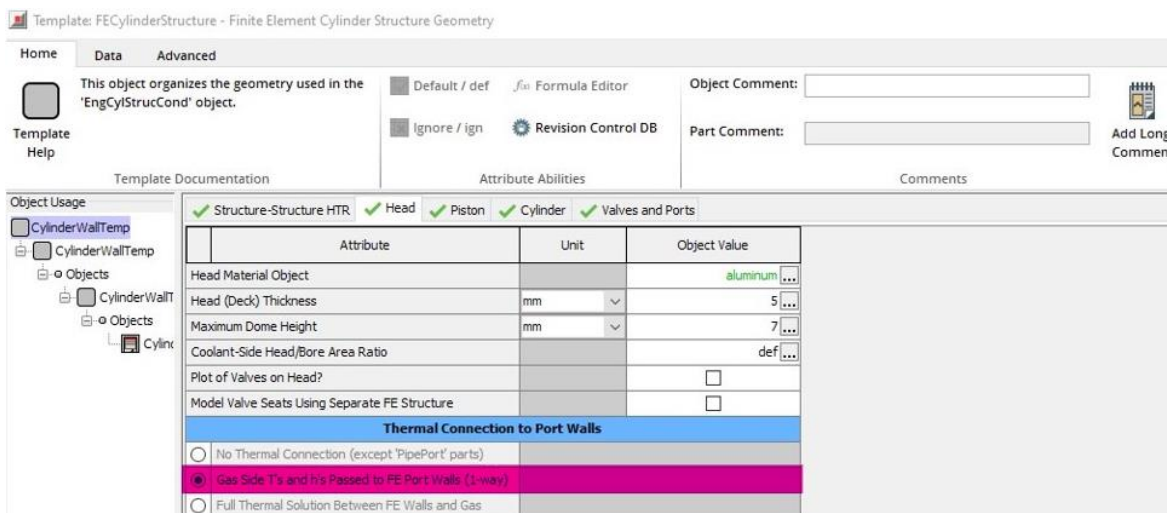 Template: FECylinderStructure - Finite Element Cylinder Structure Geometry
Home Data Advanced
This object organizes the geometry used in the
'EngCylStrucCond' object.
Template
Help
Template Documentation
Default / def
Formula Editor
Ignore / ign
Revision Control DB
Attribute Abilities
Object Comment:
Part Comment:
Comments
Add Long
Commen
Object Usage
CylinderWallTemp
CylinderWallTemp
Objects
CylinderWallT
Objects
Cylind
Structure-Structure HTR Head Piston Cylinder Valves and Ports
Attribute Unit Object Value
Head Material Object aluminum ...
Head (Deck) Thickness mm 5 ...
Maximum Dome Height mm 7 ...
Coolant-Side Head/Bore Area Ratio def ...
Plot of Valves on Head?
Model Valve Seats Using Separate FE Structure
Thermal Connection to Port Walls
No Thermal Connection (except 'PipePort' parts)
Gas Side T's and h's Passed to FE Port Walls (1-way)
Full Thermal Solution Between FE Walls and Gas